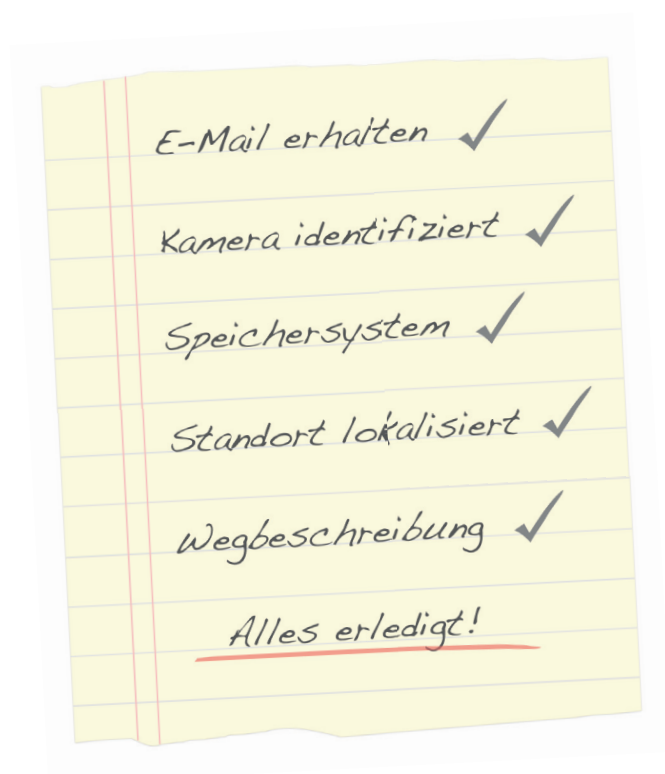 E-Mail erhalten ✓
Kamera identifiziert ✓
Speichersystem ✓
Standort lokalisiert ✓
Wegbeschreibung ✓
Alles erledigt!